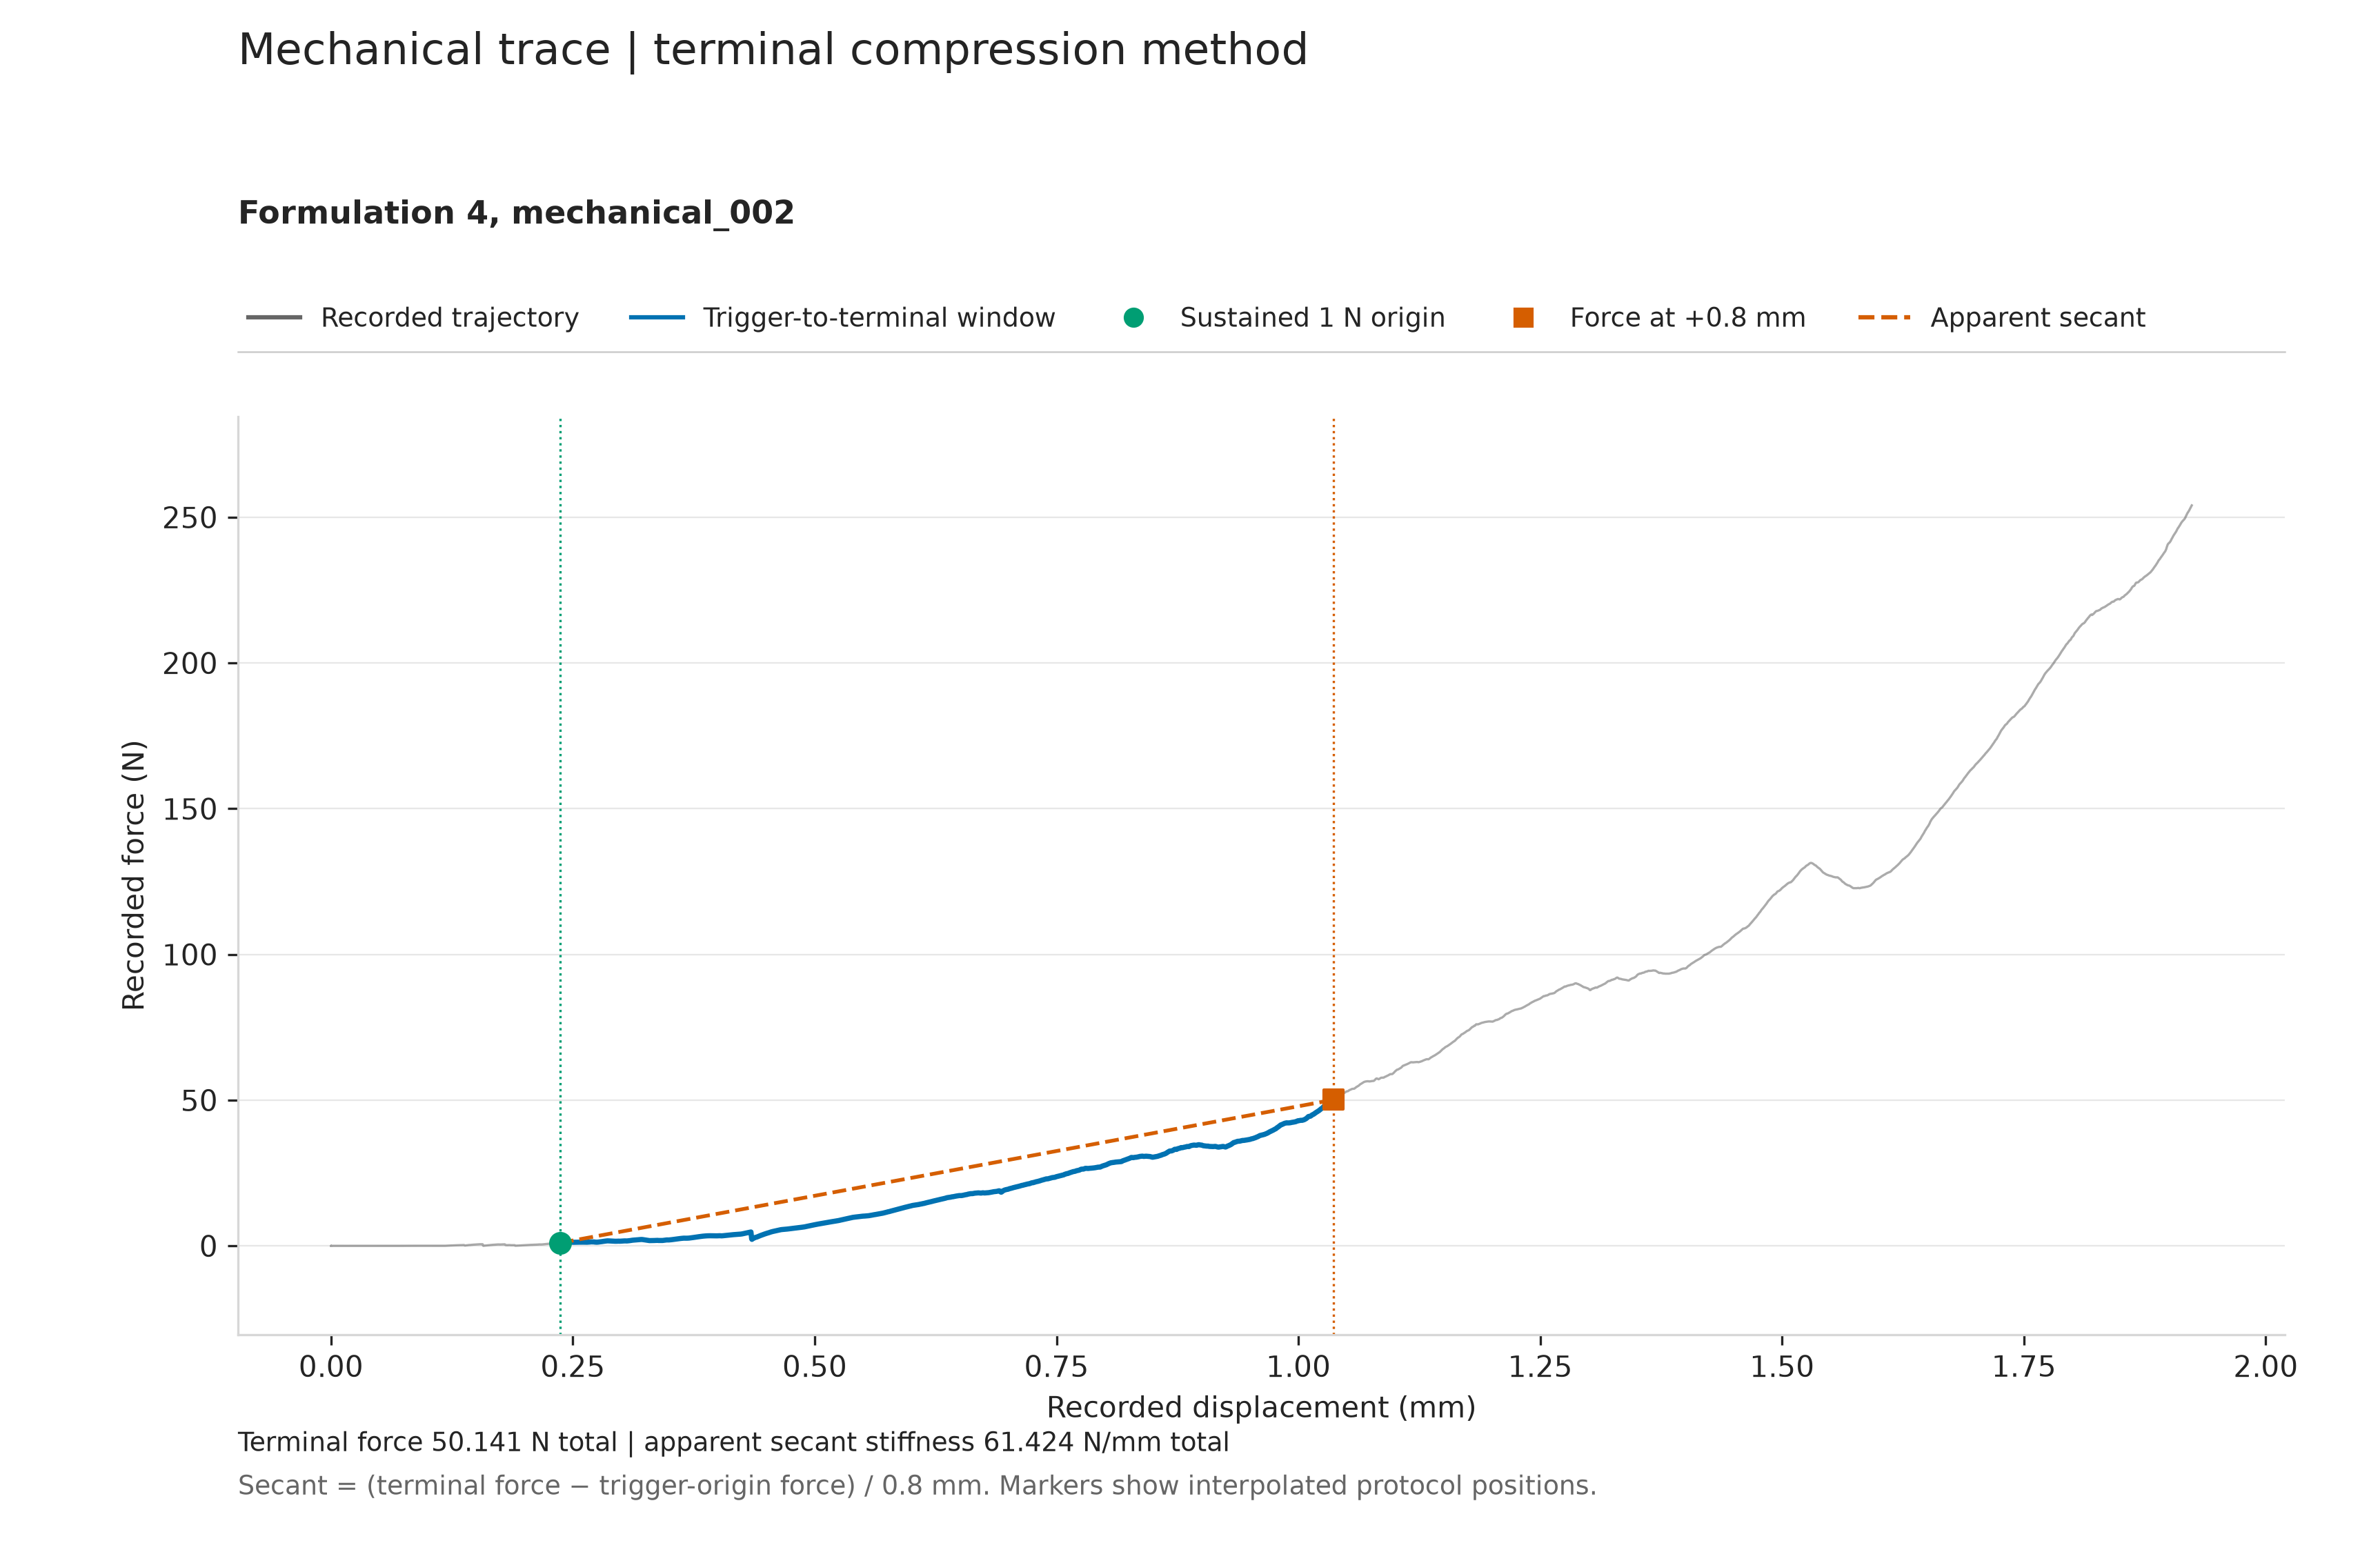 Mechanical trace | terminal compression method
Formulation 4, mechanical_002
Recorded trajectory
Trigger-to-terminal window
Sustained 1 N origin
Force at +0.8 mm
Apparent secant
Recorded force (N)
250
200
150
100
50
0
0.00 0.25 0.50 0.75 1.00 1.25 1.50 1.75 2.00
Recorded displacement (mm)
Terminal force 50.141 N total | apparent secant stiffness 61.424 N/mm total
Secant = (terminal force − trigger-origin force) / 0.8 mm. Markers show interpolated protocol positions.